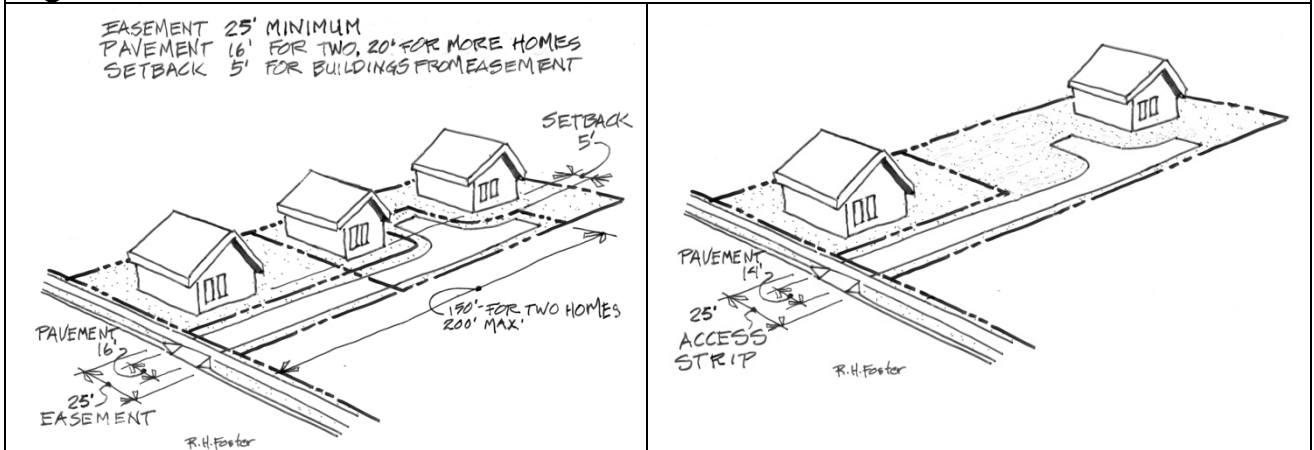 EASEMENT 25' MINIMUM
PAVEMENT 16' FOR TWO, 20' FOR MORE HOMES
SETBACK 5' FOR BUILDINGS FROM EASEMENT
SETBACK
5'
150'-FOR TWO HOMES
200' MAX'
PAVEMENT
16'
25'
EASEMENT
R.H.Foster
PAVEMENT
14'
25'
ACCESS
STRIP
R.H.Foster